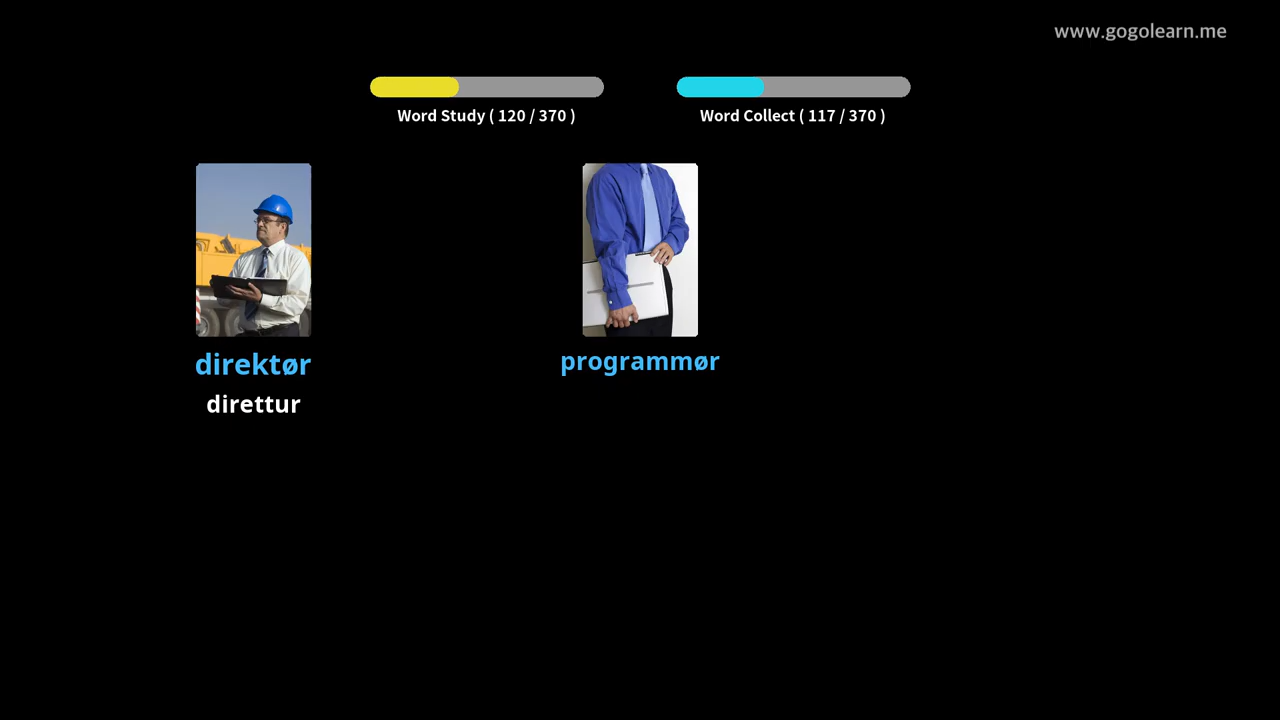 www.gogolearn.me
Word Study ( 120 / 370 )
Word Collect ( 117 / 370 )
direktør
programmør
direttur